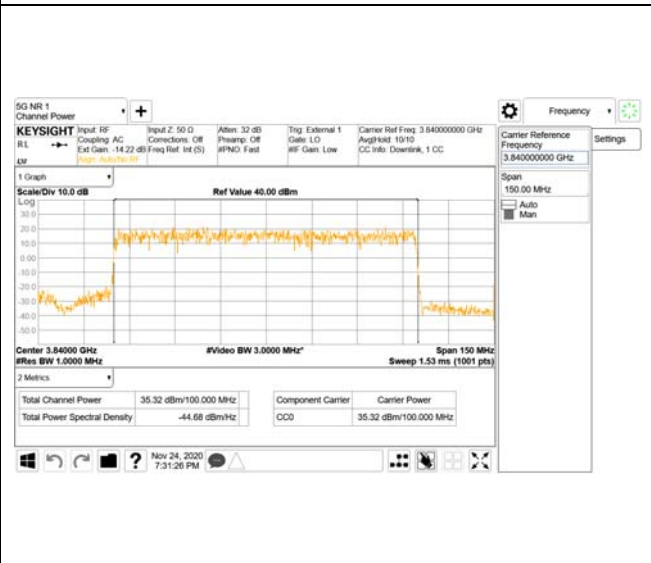 5G NR 1
Channel Power
Frequency
KEYSIGHT Input: RF Input Z: 50 Ω Atten: 32 dB Trig: External 1 Carrier Ref Freq: 3.840000000 GHz
RL Coupling: AC Corrections: Off Preamp: Off Gate: LO Avg|Hold: 10/10
Ext Gain: -14.22 dB Freq Ref: Int (S) #PNO: Fast #IF Gain: Low CC Info: Downlink, 1 CC
Align: Auto/No RF
Carrier Reference
Frequency
3.840000000 GHz
Settings
Span
150.00 MHz
Auto
Man
1 Graph
Scale/Div 10.0 dB Ref Value 40.00 dBm
Log
30.0
20.0
10.0
0.00
-10.0
-20.0
-30.0
-40.0
-50.0
Center 3.84000 GHz #Video BW 3.0000 MHz* Span 150 MHz
#Res BW 1.0000 MHz Sweep 1.53 ms (1001 pts)
2 Metrics
Total Channel Power 35.32 dBm/100.000 MHz
Total Power Spectral Density -44.68 dBm/Hz
Component Carrier Carrier Power
CC0 35.32 dBm/100.000 MHz
?
Nov 24, 2020
7:31:26 PM